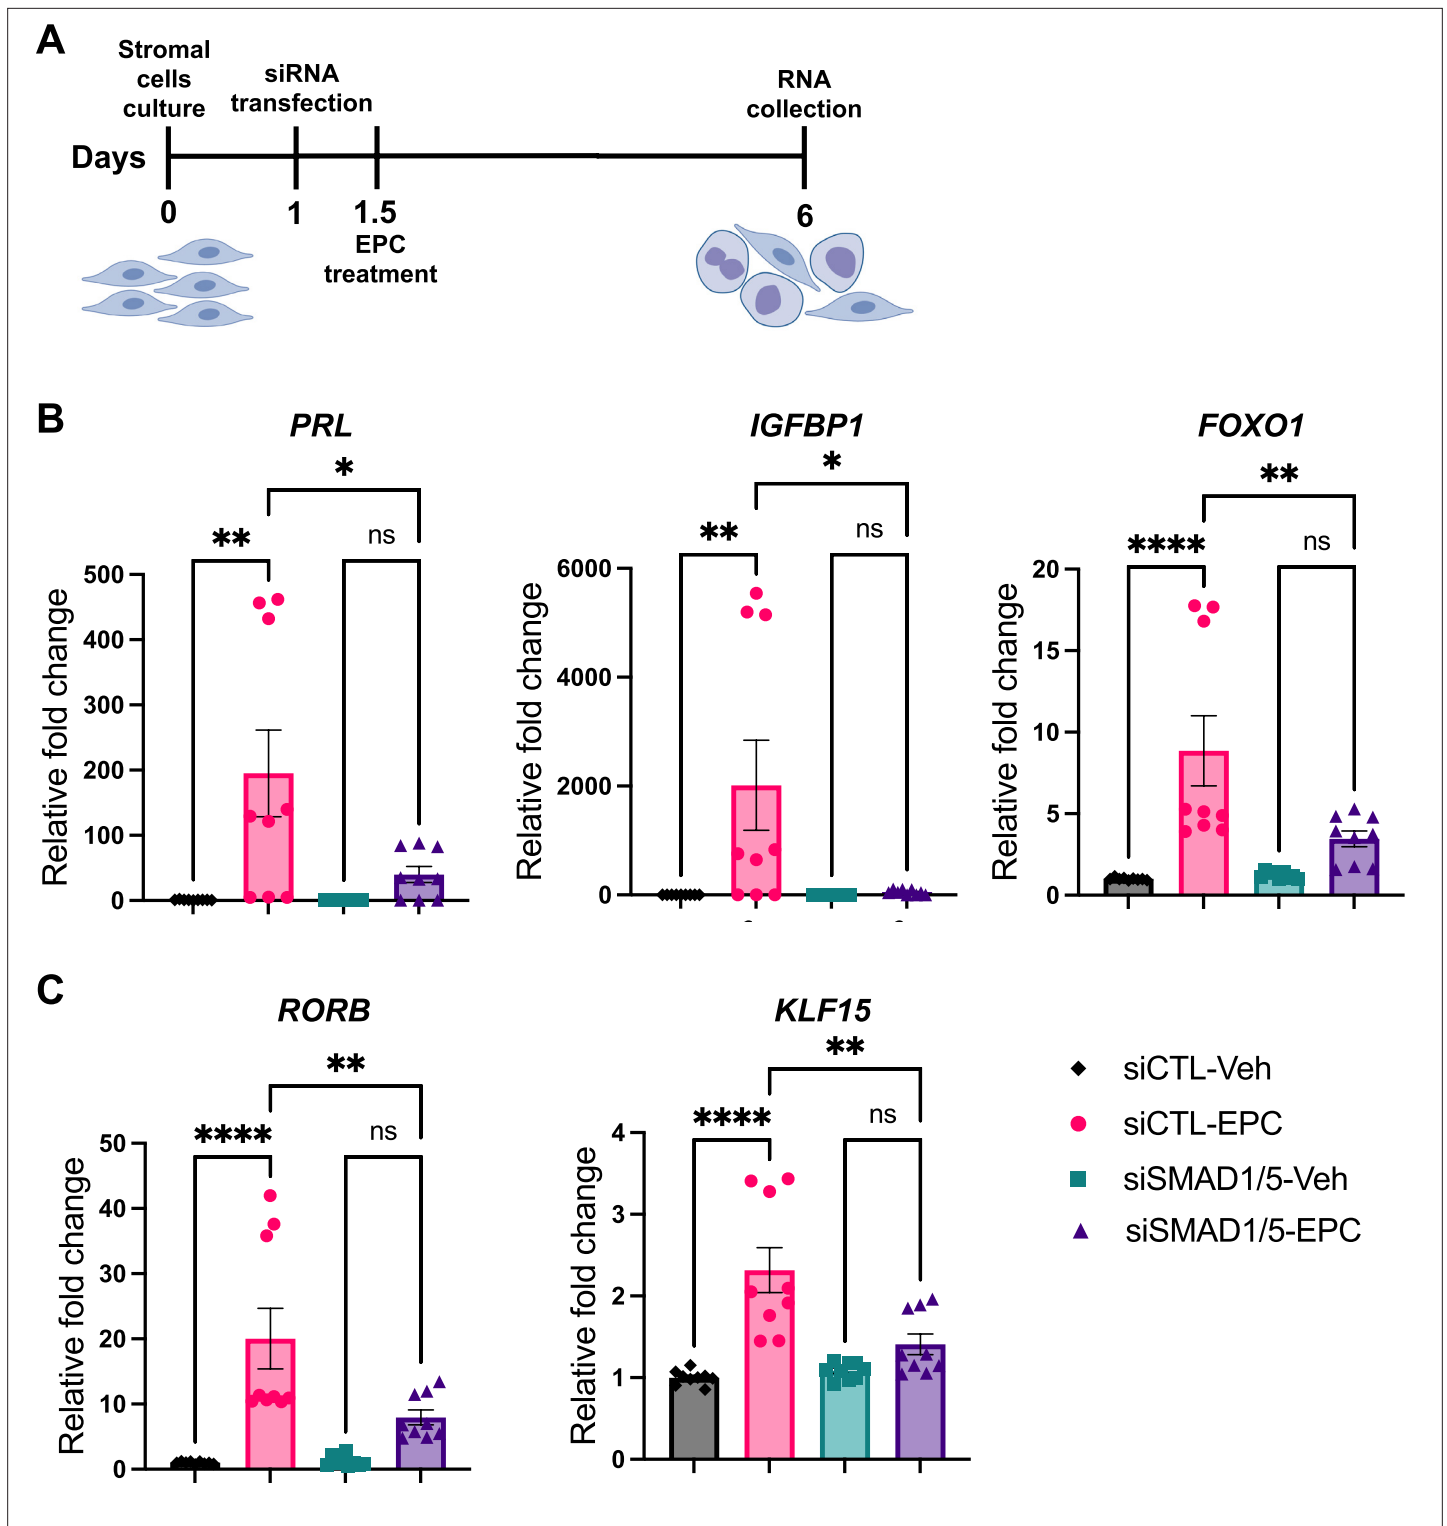 A
Stromal
cells
culture
siRNA
transfection
RNA
collection
Days
0
1
1.5
6
EPC
treatment
B
PRL
*
**
ns
500
400
300
200
100
0
Relative fold change
IGFBP1
*
**
ns
6000
4000
2000
0
Relative fold change
FOXO1
**
****
ns
20
15
10
5
0
Relative fold change
C
RORB
**
****
ns
50
40
30
20
10
0
Relative fold change
KLF15
**
****
ns
4
3
2
1
0
Relative fold change
siCTL-Veh
siCTL-EPC
siSMAD1/5-Veh
siSMAD1/5-EPC